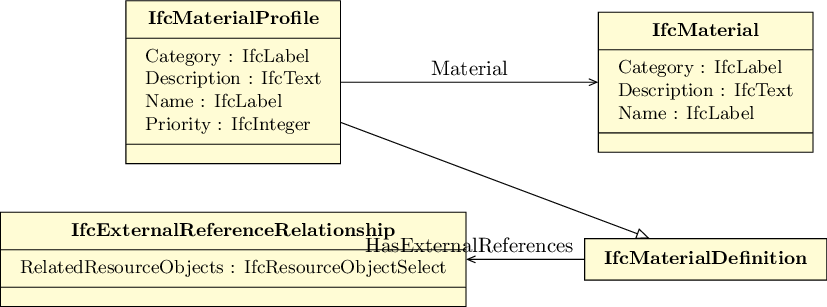 IfcMaterialProfile
Category : IfcLabel
Description : IfcText
Name : IfcLabel
Priority : IfcInteger
Material
IfcMaterial
Category : IfcLabel
Description : IfcText
Name : IfcLabel
IfcExternalReferenceRelationship
RelatedResourceObjects : IfcResourceObjectSelect
HasExternalReferences
IfcMaterialDefinition